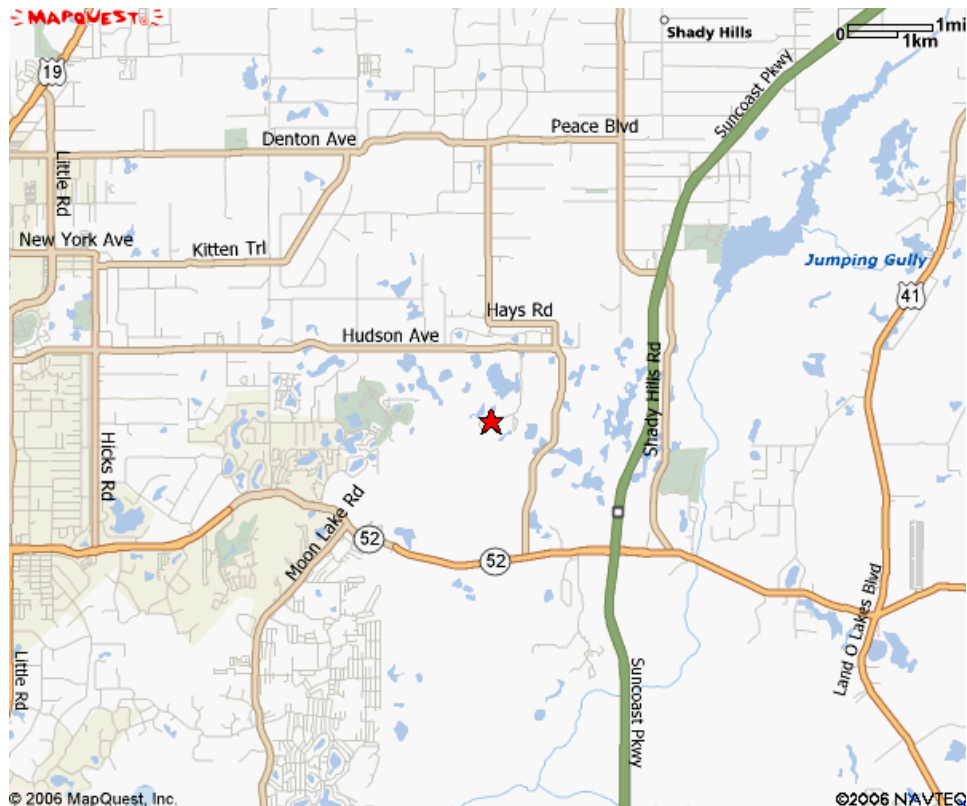 MAPQUEST
Shady Hills
0 1mi
1km
19
Suncoast Pkwy
Peace Blvd
Denton Ave
Little Rd
New York Ave
Kitten Trl
Jumping Gully
41
Hays Rd
Hudson Ave
Shady Hills Rd
Hicks Rd
Moon Lake Rd
52
52
Land O Lakes Blvd
Little Rd
Suncoast Pkwy
© 2006 MapQuest, Inc.
©2006 NAVTEQ